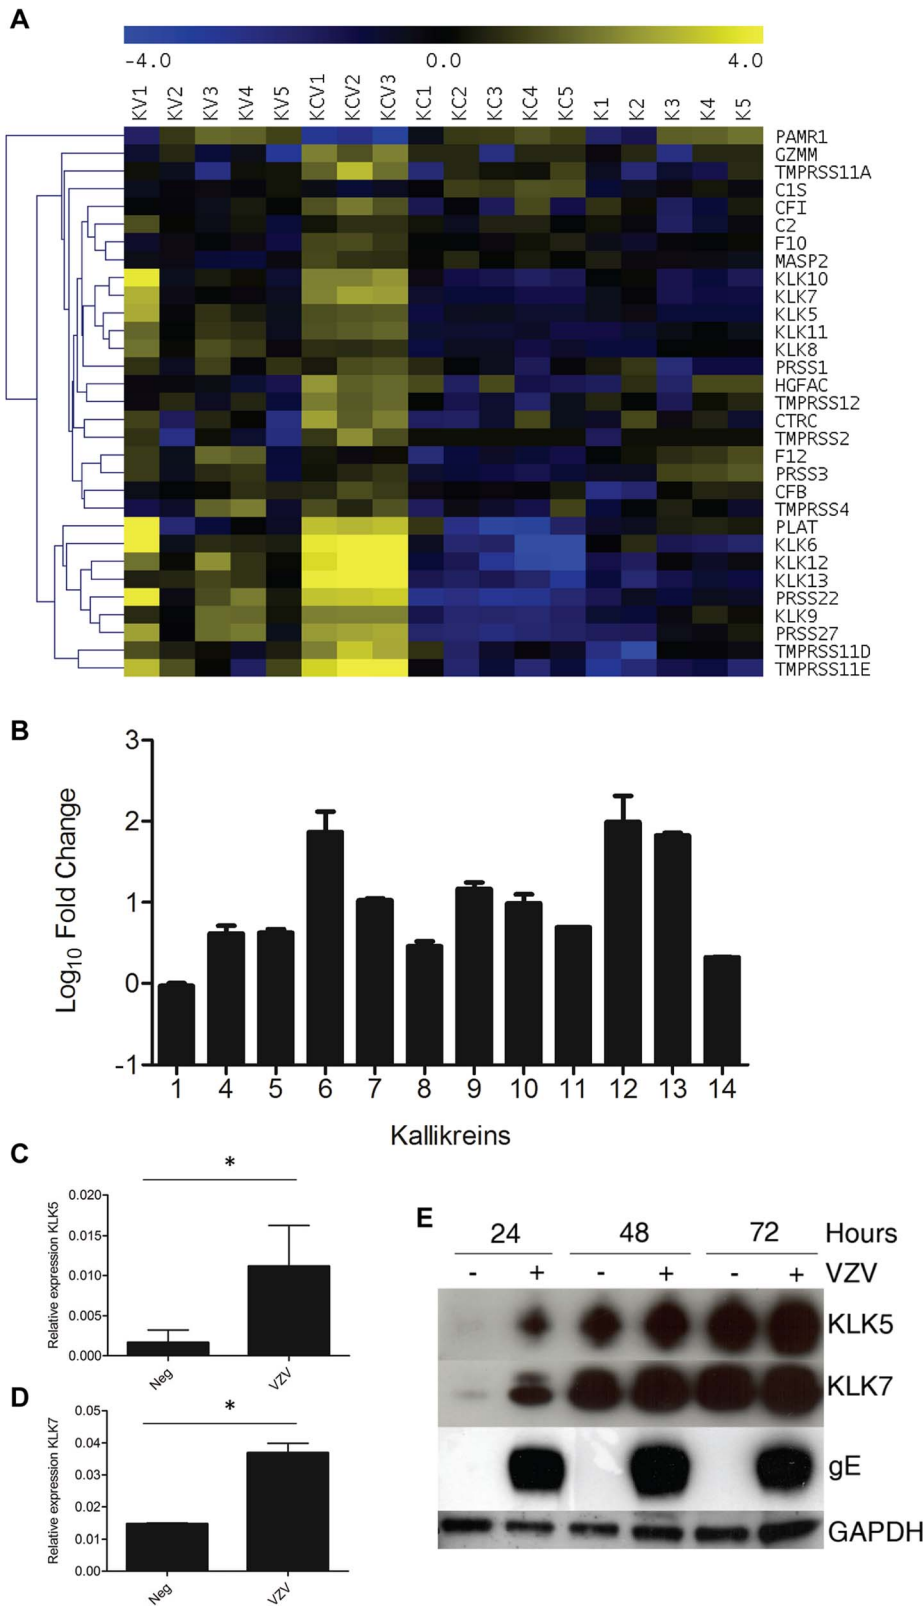 A
-4.0 0.0 4.0
KV1 KV2 KV3 KV4 KV5 KCV1 KCV2 KCV3 KC1 KC2 KC3 KC4 KC5 K1 K2 K3 K4 K5
PAMR1
GZMM
TMPRSS11A
C1S
CFI
C2
F10
MASP2
KLK10
KLK7
KLK5
KLK11
KLK8
PRSS1
HGFAC
TMPRSS12
CTRC
TMPRSS2
F12
PRSS3
CFB
TMPRSS4
PLAT
KLK6
KLK12
KLK13
PRSS22
KLK9
PRSS27
TMPRSS11D
TMPRSS11E
B
Log10 Fold Change
3
2
1
0
-1
1 4 5 6 7 8 9 10 11 12 13 14
Kallikreins
C
*
Relative expression KLK5
0.020
0.015
0.010
0.005
0.000
Neg VZV
D
*
Relative expression KLK7
0.05
0.04
0.03
0.02
0.01
0.00
Neg VZV
E
24 48 72 Hours
- + - + - + VZV
KLK5
KLK7
gE
GAPDH